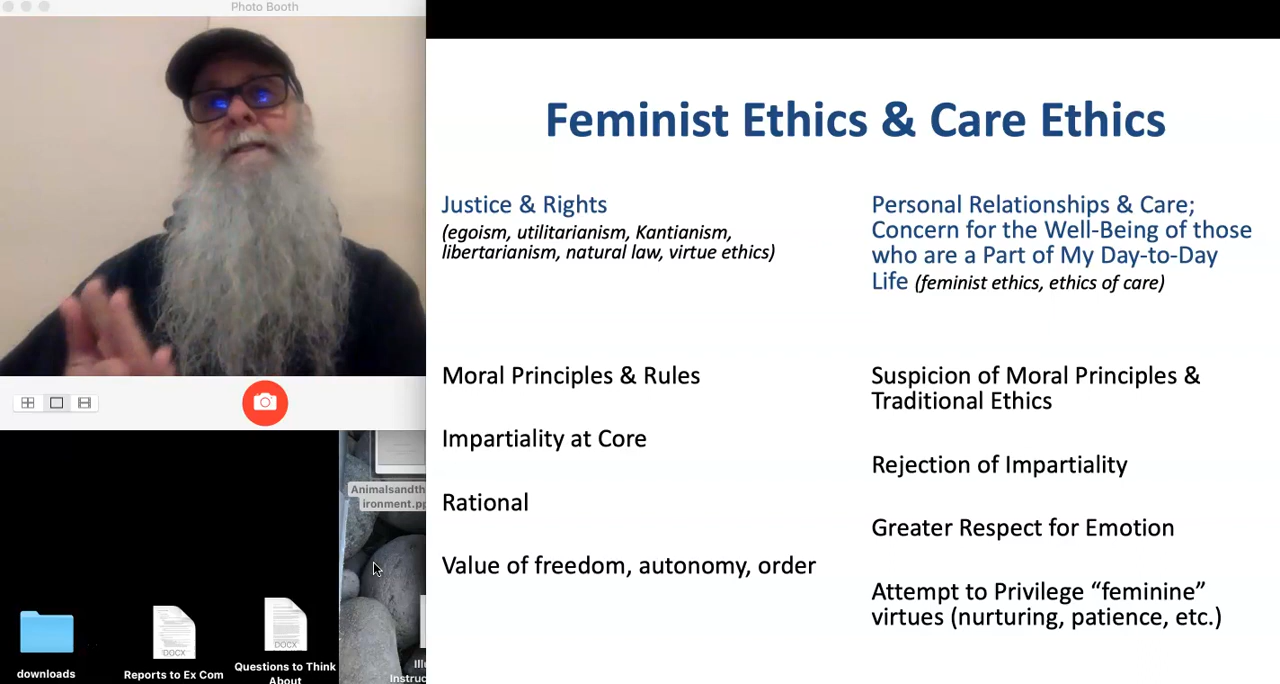 Photo Booth
Feminist Ethics & Care Ethics
Justice & Rights
(egoism, utilitarianism, Kantianism,
libertarianism, natural law, virtue ethics)
Moral Principles & Rules
Impartiality at Core
Rational
Value of freedom, autonomy, order
Personal Relationships & Care;
Concern for the Well-Being of those
who are a Part of My Day-to-Day
Life (feminist ethics, ethics of care)
Suspicion of Moral Principles &
Traditional Ethics
Rejection of Impartiality
Greater Respect for Emotion
Attempt to Privilege “feminine”
virtues (nurturing, patience, etc.)
Animalsandth
ironment.pp
DOCX
DOCX
downloads
Reports to Ex Com
Questions to Think
About
Illu
Instruc